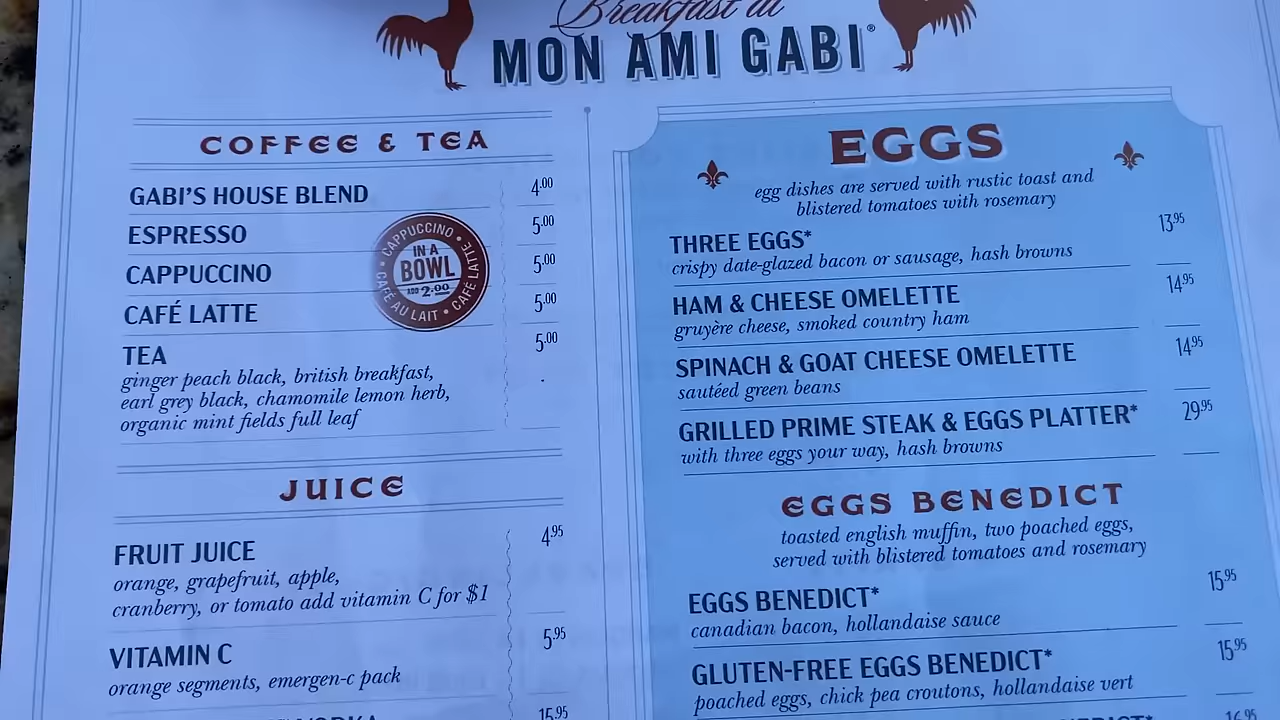 Breakfast at
MON AMI GABI®
COFFEE & TEA
GABI'S HOUSE BLEND 4.00
ESPRESSO 5.00
CAPPUCCINO 5.00
CAFÉ LATTE 5.00
TEA 5.00
ginger peach black, british breakfast,
earl grey black, chamomile lemon herb,
organic mint fields full leaf
• CAPPUCCINO • CAFÉ LATTE • CAFÉ AU LAIT
IN A
BOWL
ADD 2.00
JUICE
FRUIT JUICE 4.95
orange, grapefruit, apple,
cranberry, or tomato add vitamin C for $1
VITAMIN C 5.95
orange segments, emergen-c pack
15.95
EGGS
egg dishes are served with rustic toast and
blistered tomatoes with rosemary
THREE EGGS* 13.95
crispy date-glazed bacon or sausage, hash browns
HAM & CHEESE OMELETTE 14.95
gruyère cheese, smoked country ham
SPINACH & GOAT CHEESE OMELETTE 14.95
sautéed green beans
GRILLED PRIME STEAK & EGGS PLATTER* 29.95
with three eggs your way, hash browns
EGGS BENEDICT
toasted english muffin, two poached eggs,
served with blistered tomatoes and rosemary
EGGS BENEDICT* 15.95
canadian bacon, hollandaise sauce
GLUTEN-FREE EGGS BENEDICT* 15.95
poached eggs, chick pea croutons, hollandaise vert